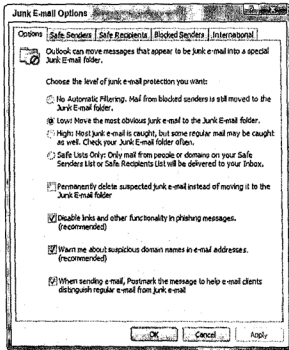 Junk E-mail Options
Options Safe Senders Safe Recipients Blocked Senders International
Outlook can move messages that appear to be junk e-mail into a special
Junk E-mail folder.
Choose the level of junk e-mail protection you want:
No Automatic Filtering. Mail from blocked senders is still moved to the
Junk E-mail folder.
Low: Move the most obvious junk e-mail to the Junk E-mail folder.
High: Most junk e-mail is caught, but some regular mail may be caught
as well. Check your Junk E-mail folder often.
Safe Lists Only: Only mail from people or domains on your Safe
Senders List or Safe Recipients List will be delivered to your Inbox.
Permanently delete suspected junk e-mail instead of moving it to the
Junk E-mail folder
Disable links and other functionality in phishing messages.
(recommended)
Warn me about suspicious domain names in e-mail addresses.
(recommended)
When sending e-mail, Postmark the message to help e-mail clients
distinguish regular e-mail from junk e-mail
OK Cancel Apply